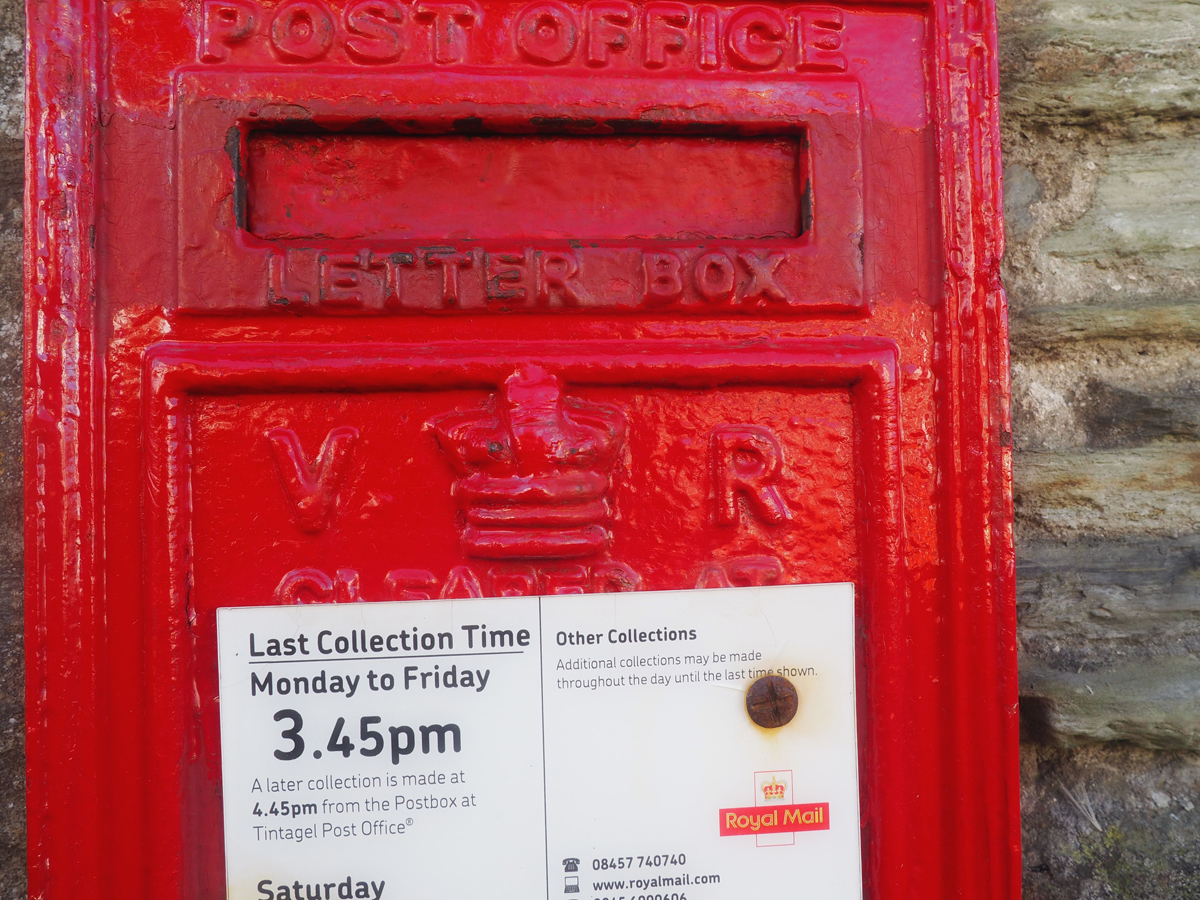 POST OFFICE
LETTER BOX
V R
CLEARED AT
Last Collection Time
Monday to Friday
3.45pm
A later collection is made at
4.45pm from the Postbox at
Tintagel Post Office®
Saturday
Other Collections
Additional collections may be made
throughout the day until the last time shown.
Royal Mail
08457 740740
www.royalmail.com